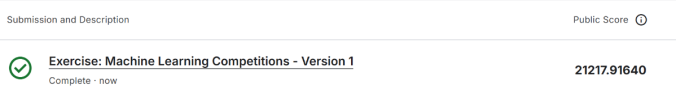 Submission and Description
Public Score
Exercise: Machine Learning Competitions - Version 1
Complete · now
21217.91640